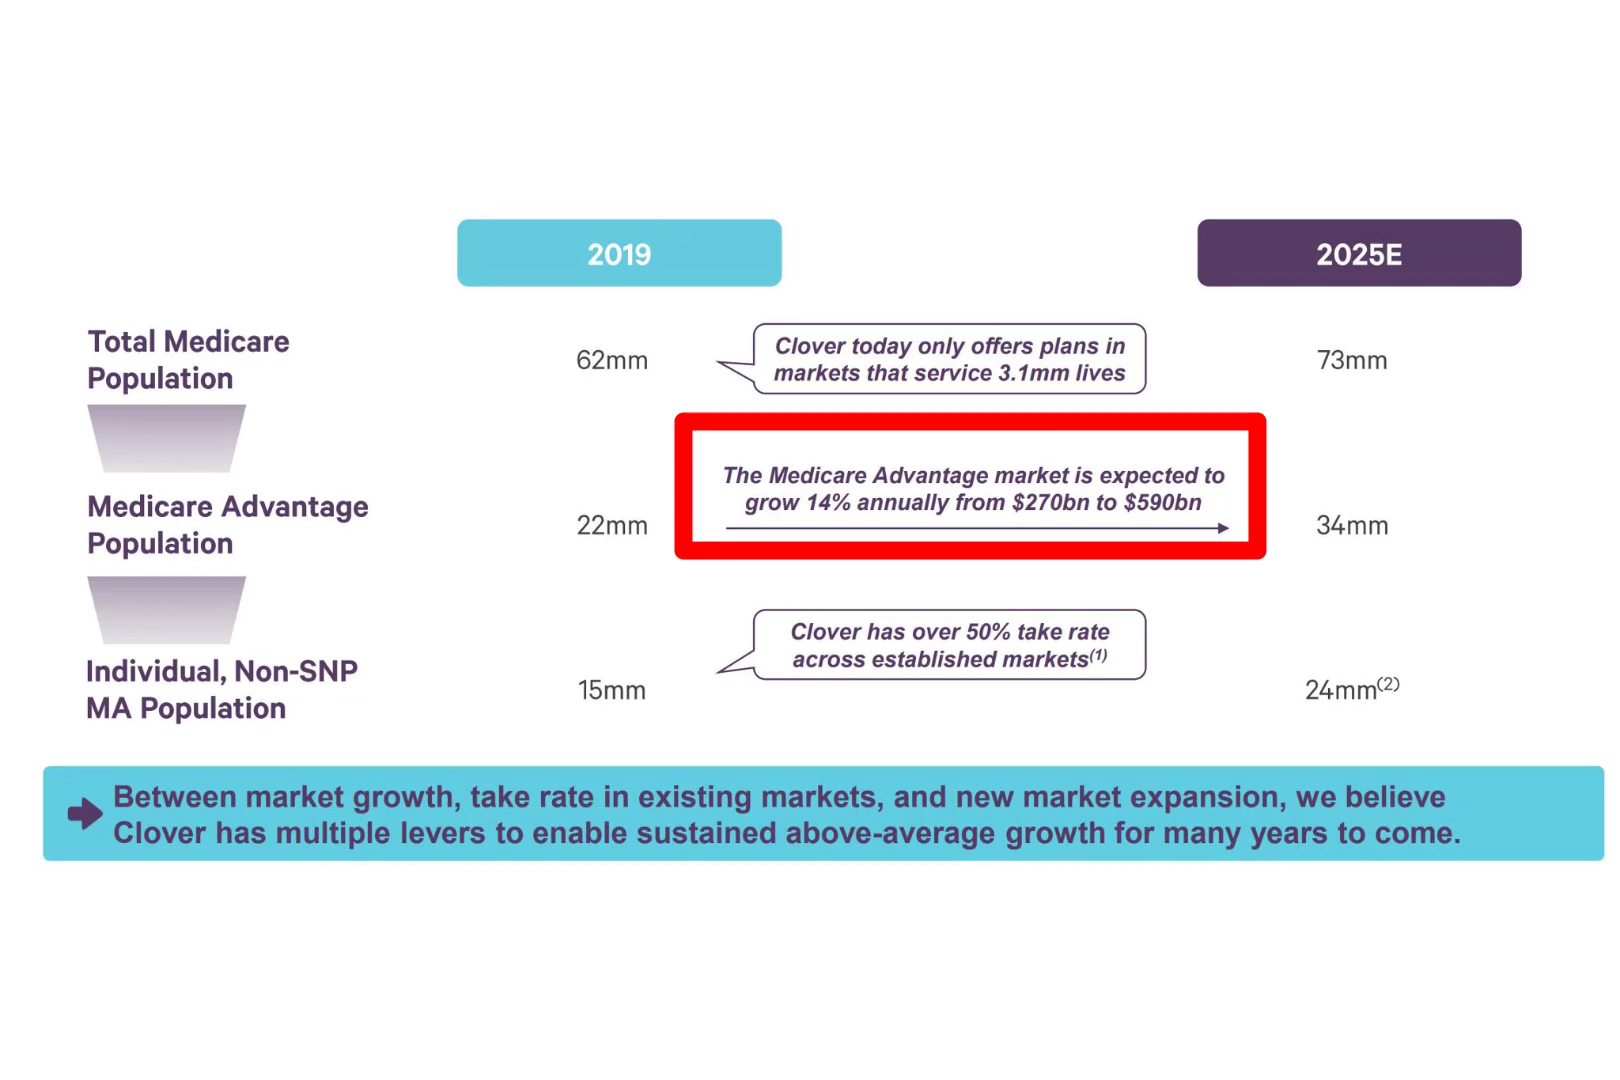 2019
2025E
Total Medicare
Population
62mm
Clover today only offers plans in
markets that service 3.1mm lives
73mm
Medicare Advantage
Population
22mm
The Medicare Advantage market is expected to
grow 14% annually from $270bn to $590bn
34mm
Individual, Non-SNP
MA Population
15mm
Clover has over 50% take rate
across established markets(1)
24mm(2)
Between market growth, take rate in existing markets, and new market expansion, we believe
Clover has multiple levers to enable sustained above-average growth for many years to come.